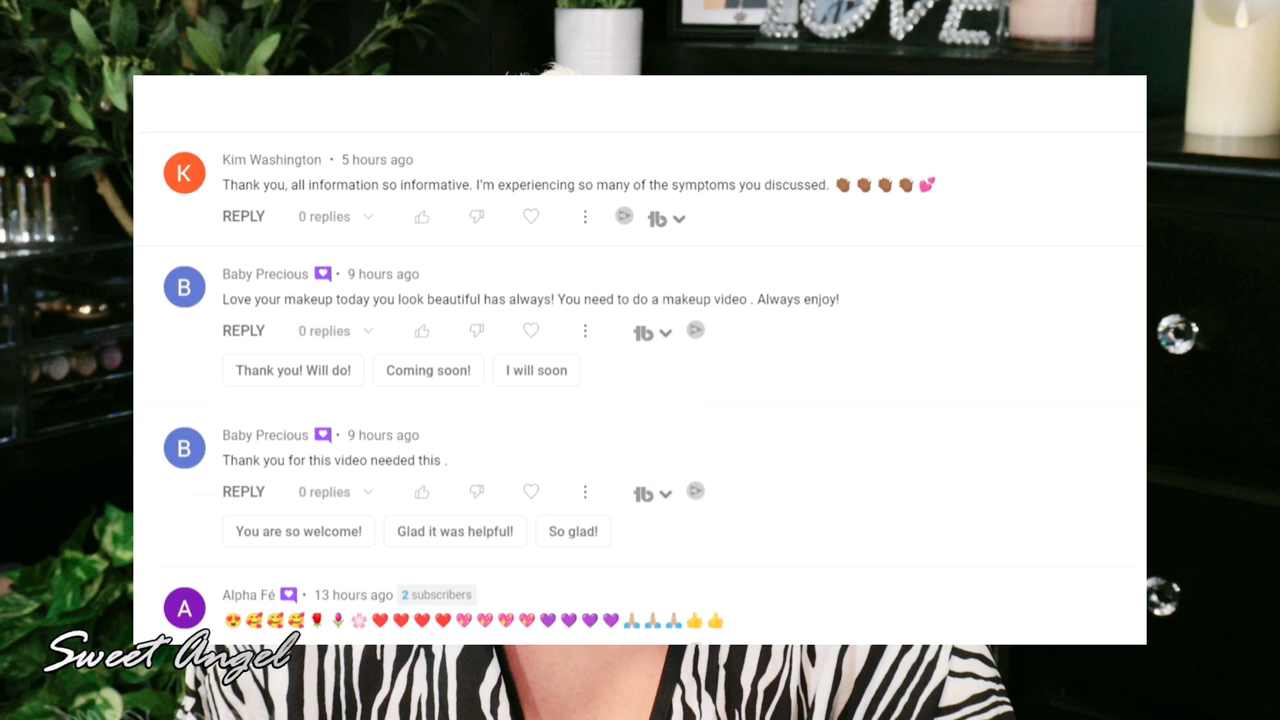 LOVE
K
Kim Washington • 5 hours ago
Thank you, all information so informative. I'm experiencing so many of the symptoms you discussed. 👏🏾👏🏾👏🏾👏🏾💕
REPLY 0 replies
B
Baby Precious • 9 hours ago
Love your makeup today you look beautiful has always! You need to do a makeup video . Always enjoy!
REPLY 0 replies
Thank you! Will do! Coming soon! I will soon
B
Baby Precious • 9 hours ago
Thank you for this video needed this .
REPLY 0 replies
You are so welcome! Glad it was helpful! So glad!
A
Alpha Fé • 13 hours ago 2 subscribers
😍🥰🥰🥰🌹🌷🌸❤️❤️❤️❤️💖💖💖💖💜💜💜💜🙏🏼🙏🏼🙏🏼👍👍
Sweet Angel